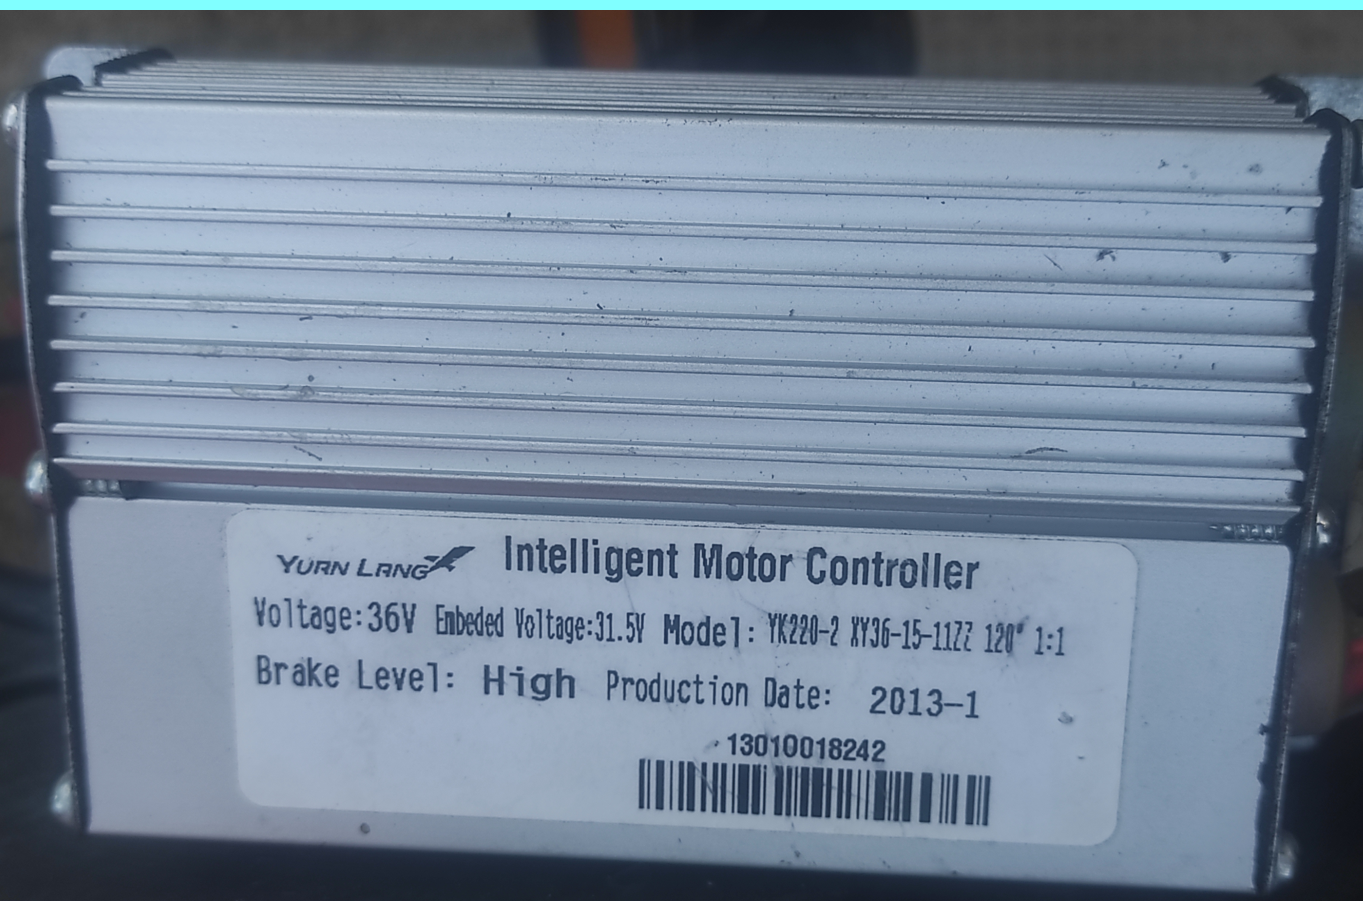 YUAN LANG Intelligent Motor Controller
Voltage:36V Embeded Voltage:31.5V Model: YK220-2 XY36-15-11ZZ 120° 1:1
Brake Level: High Production Date: 2013-1
13010018242